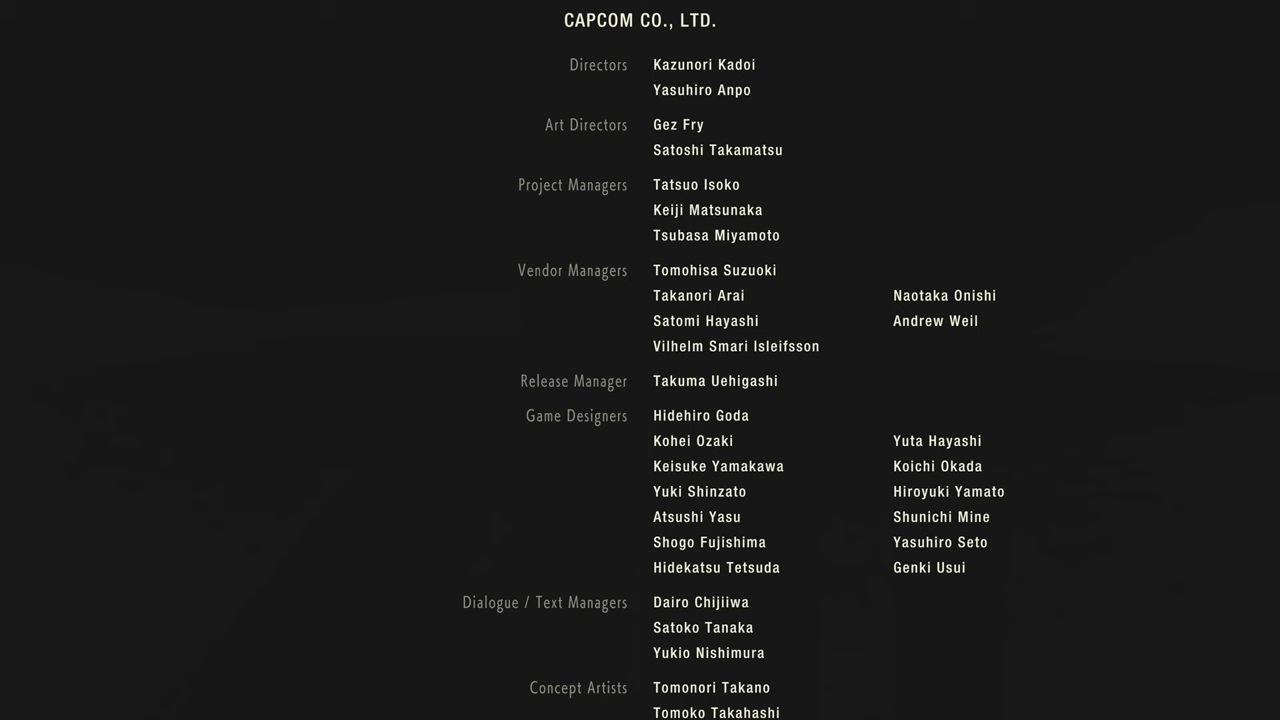 CAPCOM CO., LTD.
Directors Kazunori Kadoi
Yasuhiro Anpo
Art Directors Gez Fry
Satoshi Takamatsu
Project Managers Tatsuo Isoko
Keiji Matsunaka
Tsubasa Miyamoto
Vendor Managers Tomohisa Suzuoki
Takanori Arai Naotaka Onishi
Satomi Hayashi Andrew Weil
Vilhelm Smari Isleifsson
Release Manager Takuma Uehigashi
Game Designers Hidehiro Goda
Kohei Ozaki Yuta Hayashi
Keisuke Yamakawa Koichi Okada
Yuki Shinzato Hiroyuki Yamato
Atsushi Yasu Shunichi Mine
Shogo Fujishima Yasuhiro Seto
Hidekatsu Tetsuda Genki Usui
Dialogue / Text Managers Dairo Chijiiwa
Satoko Tanaka
Yukio Nishimura
Concept Artists Tomonori Takano
Tomoko Takahashi